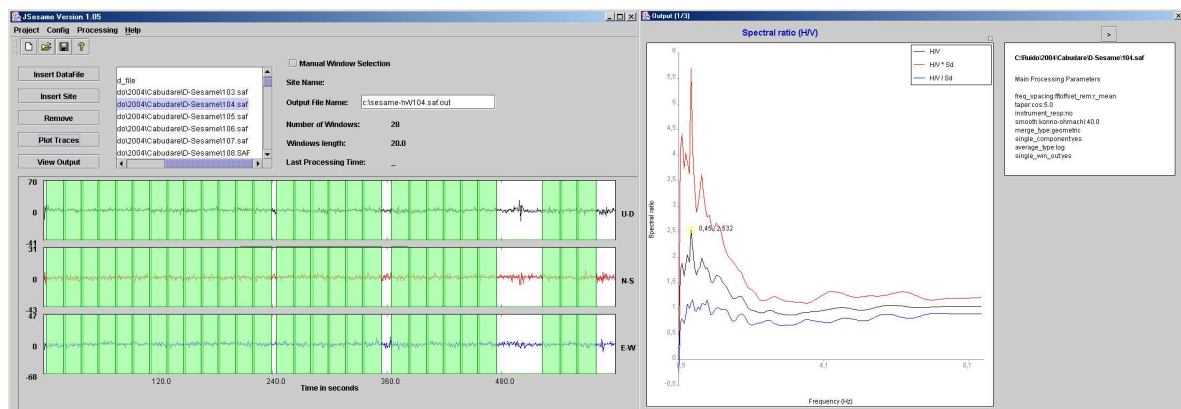 JSesame Version 1.05
Project Config Processing Help
Insert DataFile
Insert Site
Remove
Plot Traces
View Output
d_file
do\2004\Cabudare\D-Sesame\103.saf
do\2004\Cabudare\D-Sesame\104.saf
do\2004\Cabudare\D-Sesame\105.saf
do\2004\Cabudare\D-Sesame\106.saf
do\2004\Cabudare\D-Sesame\107.saf
do\2004\Cabudare\D-Sesame\108.SAF
Manual Window Selection
Site Name:
Output File Name: c:\sesame-hvV104.saf.out
Number of Windows: 28
Windows length: 20.0
Last Processing Time: _
70
0
-41
U-D
31
0
-43
N-S
47
0
-68
E-W
120.0 240.0 360.0 480.0
Time in seconds
Output (1/3)
Spectral ratio (H/V)
>
H/V
H/V * Sd
H/V / Sd
6
5,5
5
4,5
4
3,5
3
2,5
2
1,5
1
0,5
0
-0,5
Spectral ratio
0,45, 2.532
4,1
Frequency (Hz)
C:\Ruido\2004\Cabudare\D-Sesame\104.saf
Main Processing Parameters
freq_spacing:fftoffset_rem:r_mean
taper:cos:5.0
instrument_resp:no
smooth:konno-ohmachi:40.0
merge_type:geometric
single_component:yes
average_type:log
single_win_out:yes